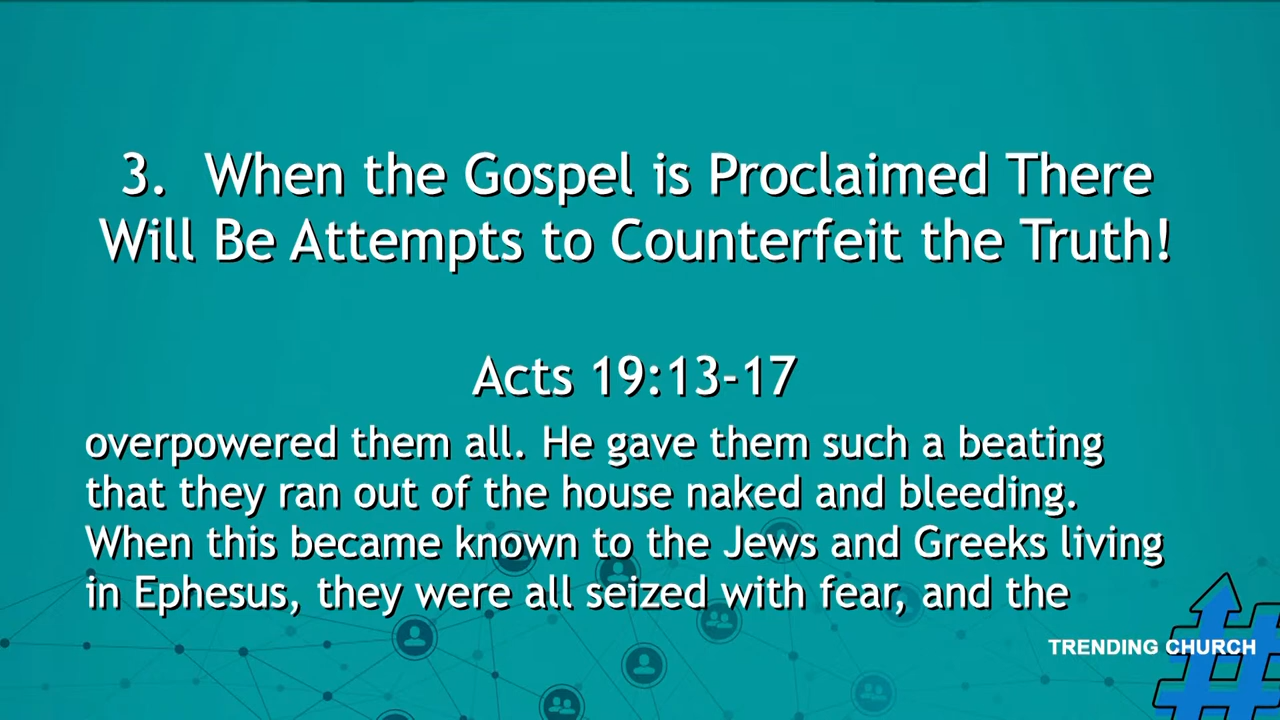 3. When the Gospel is Proclaimed There
Will Be Attempts to Counterfeit the Truth!
Acts 19:13-17
overpowered them all. He gave them such a beating
that they ran out of the house naked and bleeding.
When this became known to the Jews and Greeks living
in Ephesus, they were all seized with fear, and the
TRENDING CHURCH
#